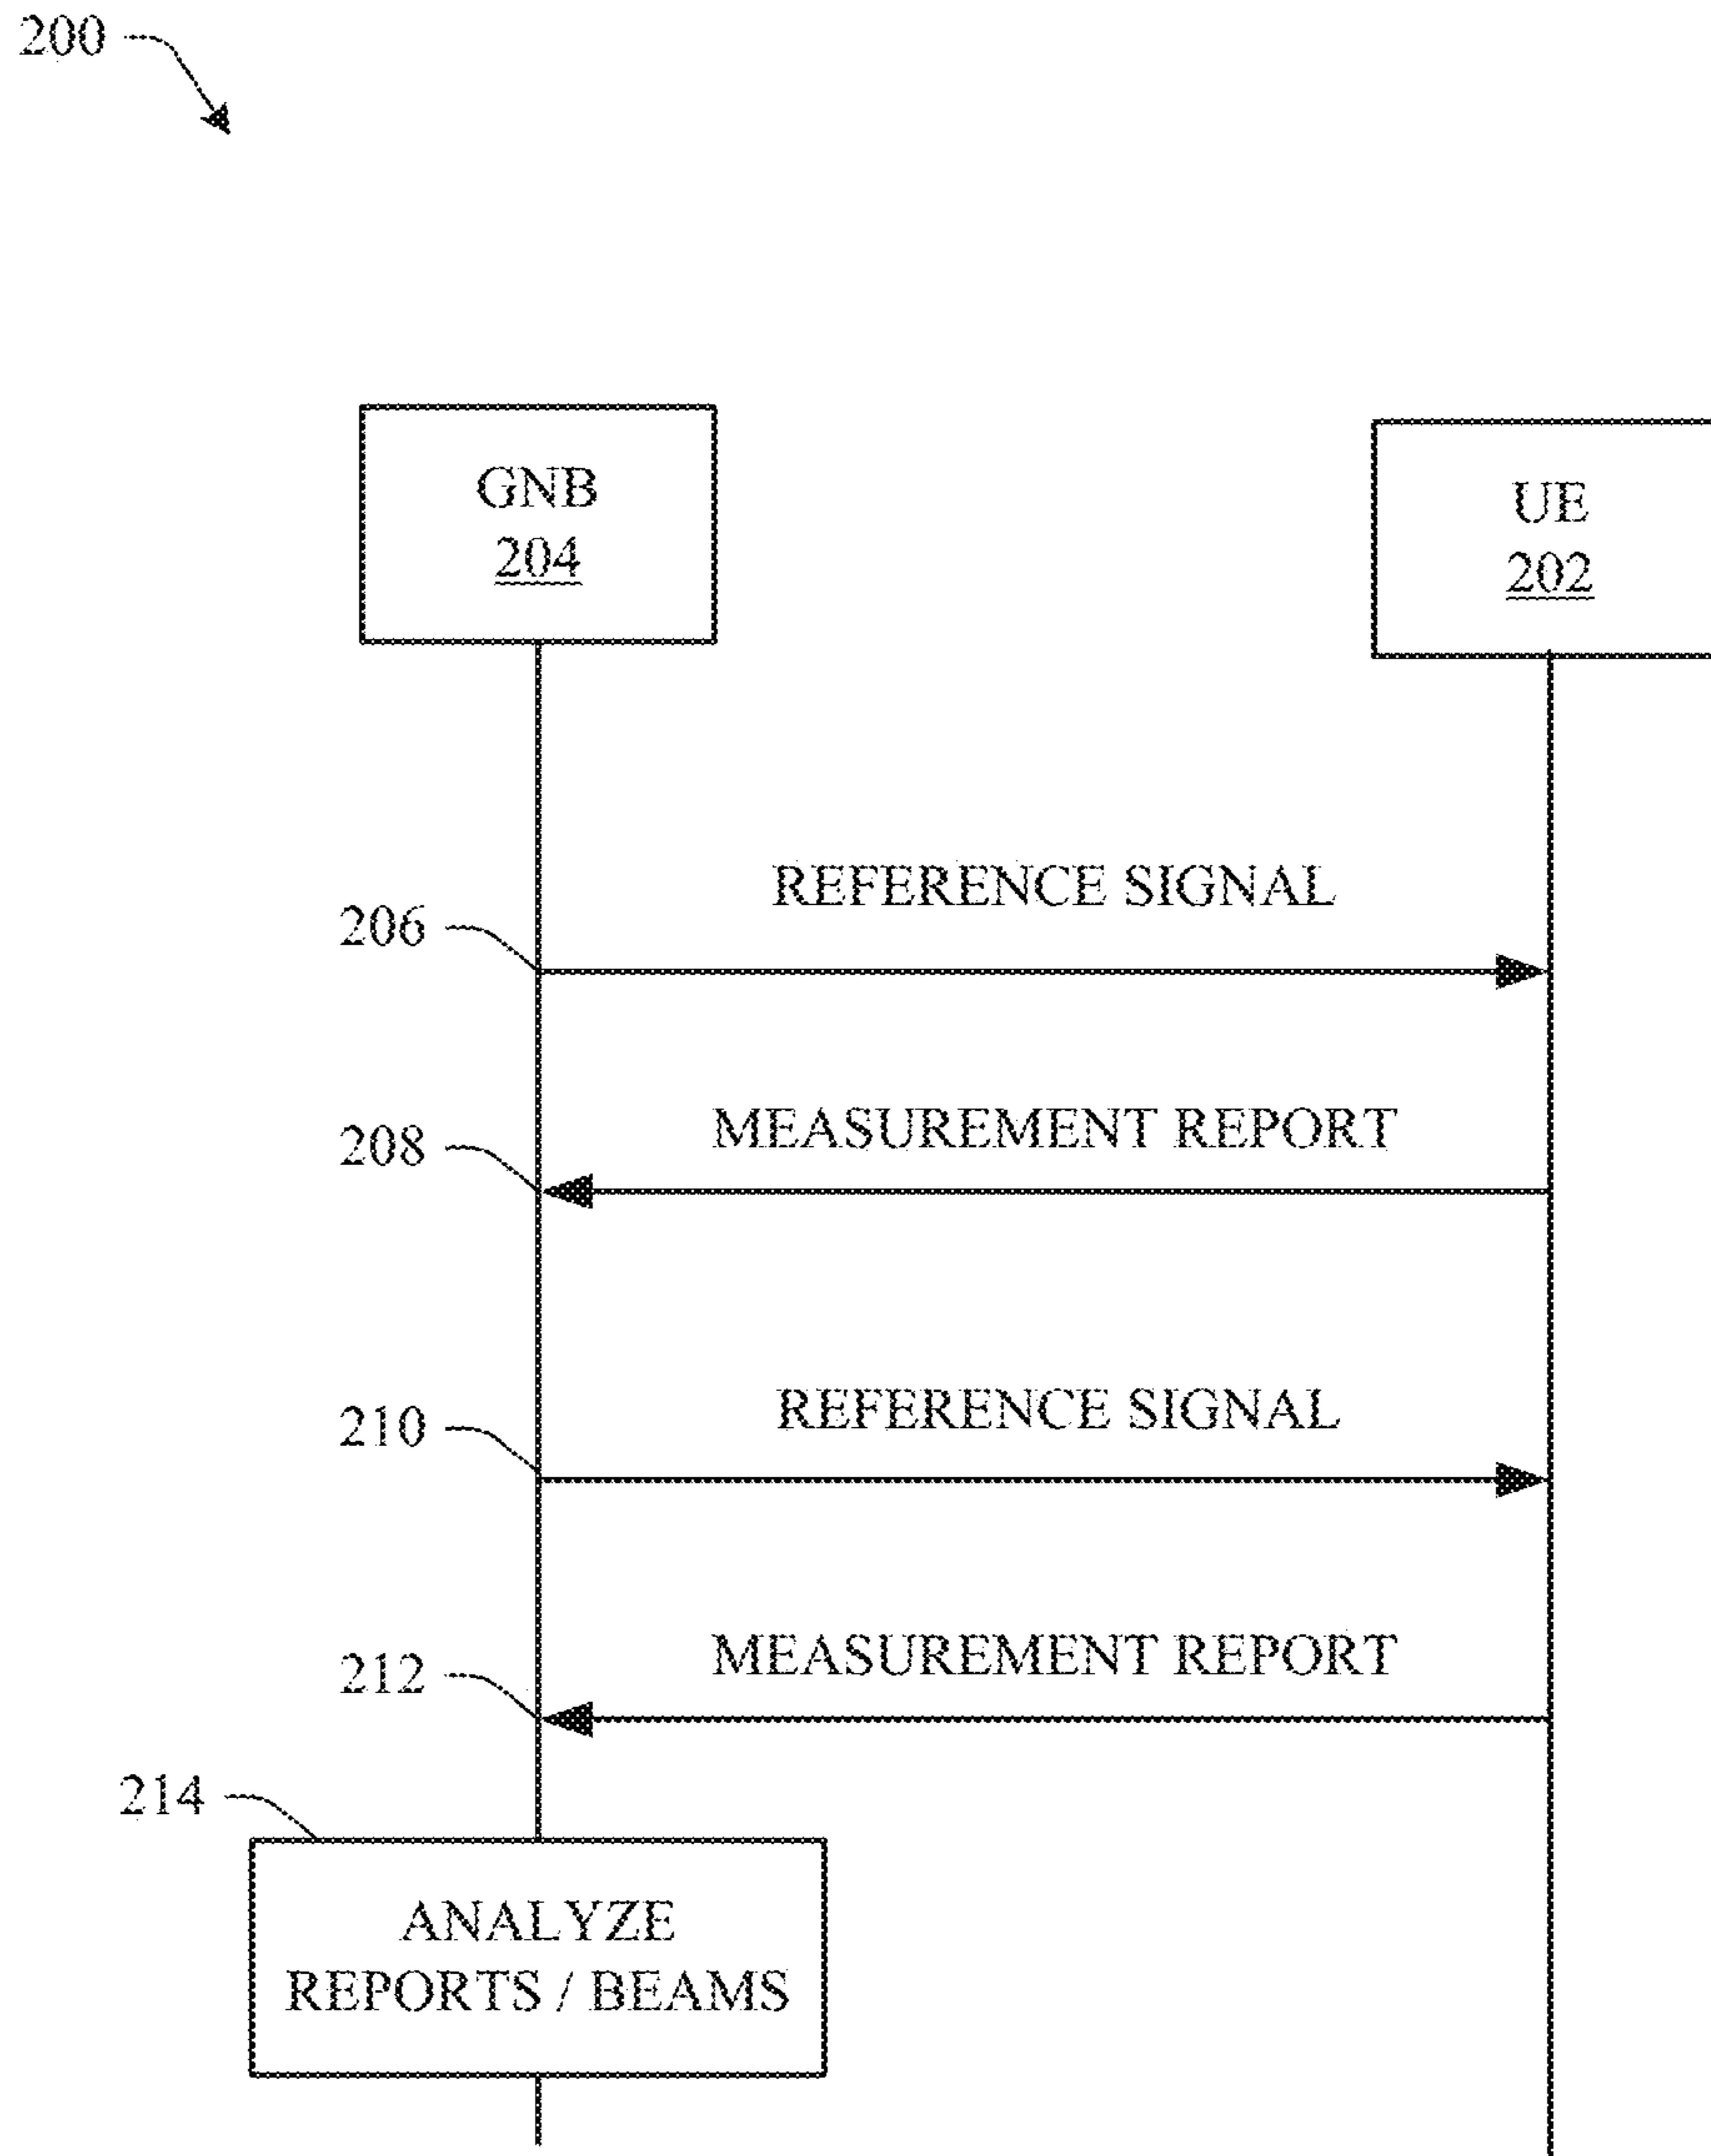 200
GNB
204
UE
202
REFERENCE SIGNAL
206
MEASUREMENT REPORT
208
REFERENCE SIGNAL
210
MEASUREMENT REPORT
212
214
ANALYZE
REPORTS / BEAMS